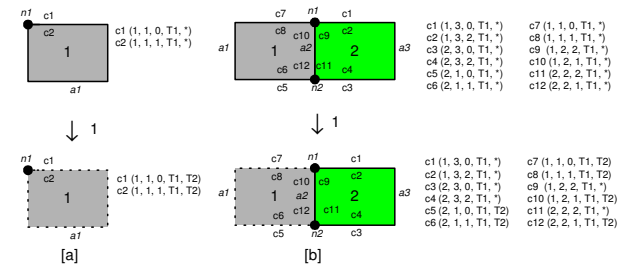 n1 c1
c2
1
a1
c1 (1, 1, 0, T1, *)
c2 (1, 1, 1, T1, *)
c7 n1 c1
c8 c10 c9 c2
a1 1 a2 2 a3
c6 c12 c11 c4
c5 n2 c3
c1 (1, 3, 0, T1, *)
c2 (1, 3, 2, T1, *)
c3 (2, 3, 0, T1, *)
c4 (2, 3, 2, T1, *)
c5 (2, 1, 0, T1, *)
c6 (2, 1, 1, T1, *)
c7 (1, 1, 0, T1, *)
c8 (1, 1, 1, T1, *)
c9 (1, 2, 2, T1, *)
c10 (1, 2, 1, T1, *)
c11 (2, 2, 2, T1, *)
c12 (2, 2, 1, T1, *)
↓ 1
↓ 1
n1 c1
c2
1
a1
c1 (1, 1, 0, T1, T2)
c2 (1, 1, 1, T1, T2)
c7 n1 c1
c8 c10 c9 c2
a1 1 a2 2 a3
c6 c12 c11 c4
c5 n2 c3
c1 (1, 3, 0, T1, *)
c2 (1, 3, 2, T1, *)
c3 (2, 3, 0, T1, *)
c4 (2, 3, 2, T1, *)
c5 (2, 1, 0, T1, T2)
c6 (2, 1, 1, T1, T2)
c7 (1, 1, 0, T1, T2)
c8 (1, 1, 1, T1, T2)
c9 (1, 2, 2, T1, *)
c10 (1, 2, 1, T1, T2)
c11 (2, 2, 2, T1, *)
c12 (2, 2, 1, T1, T2)
[a]
[b]